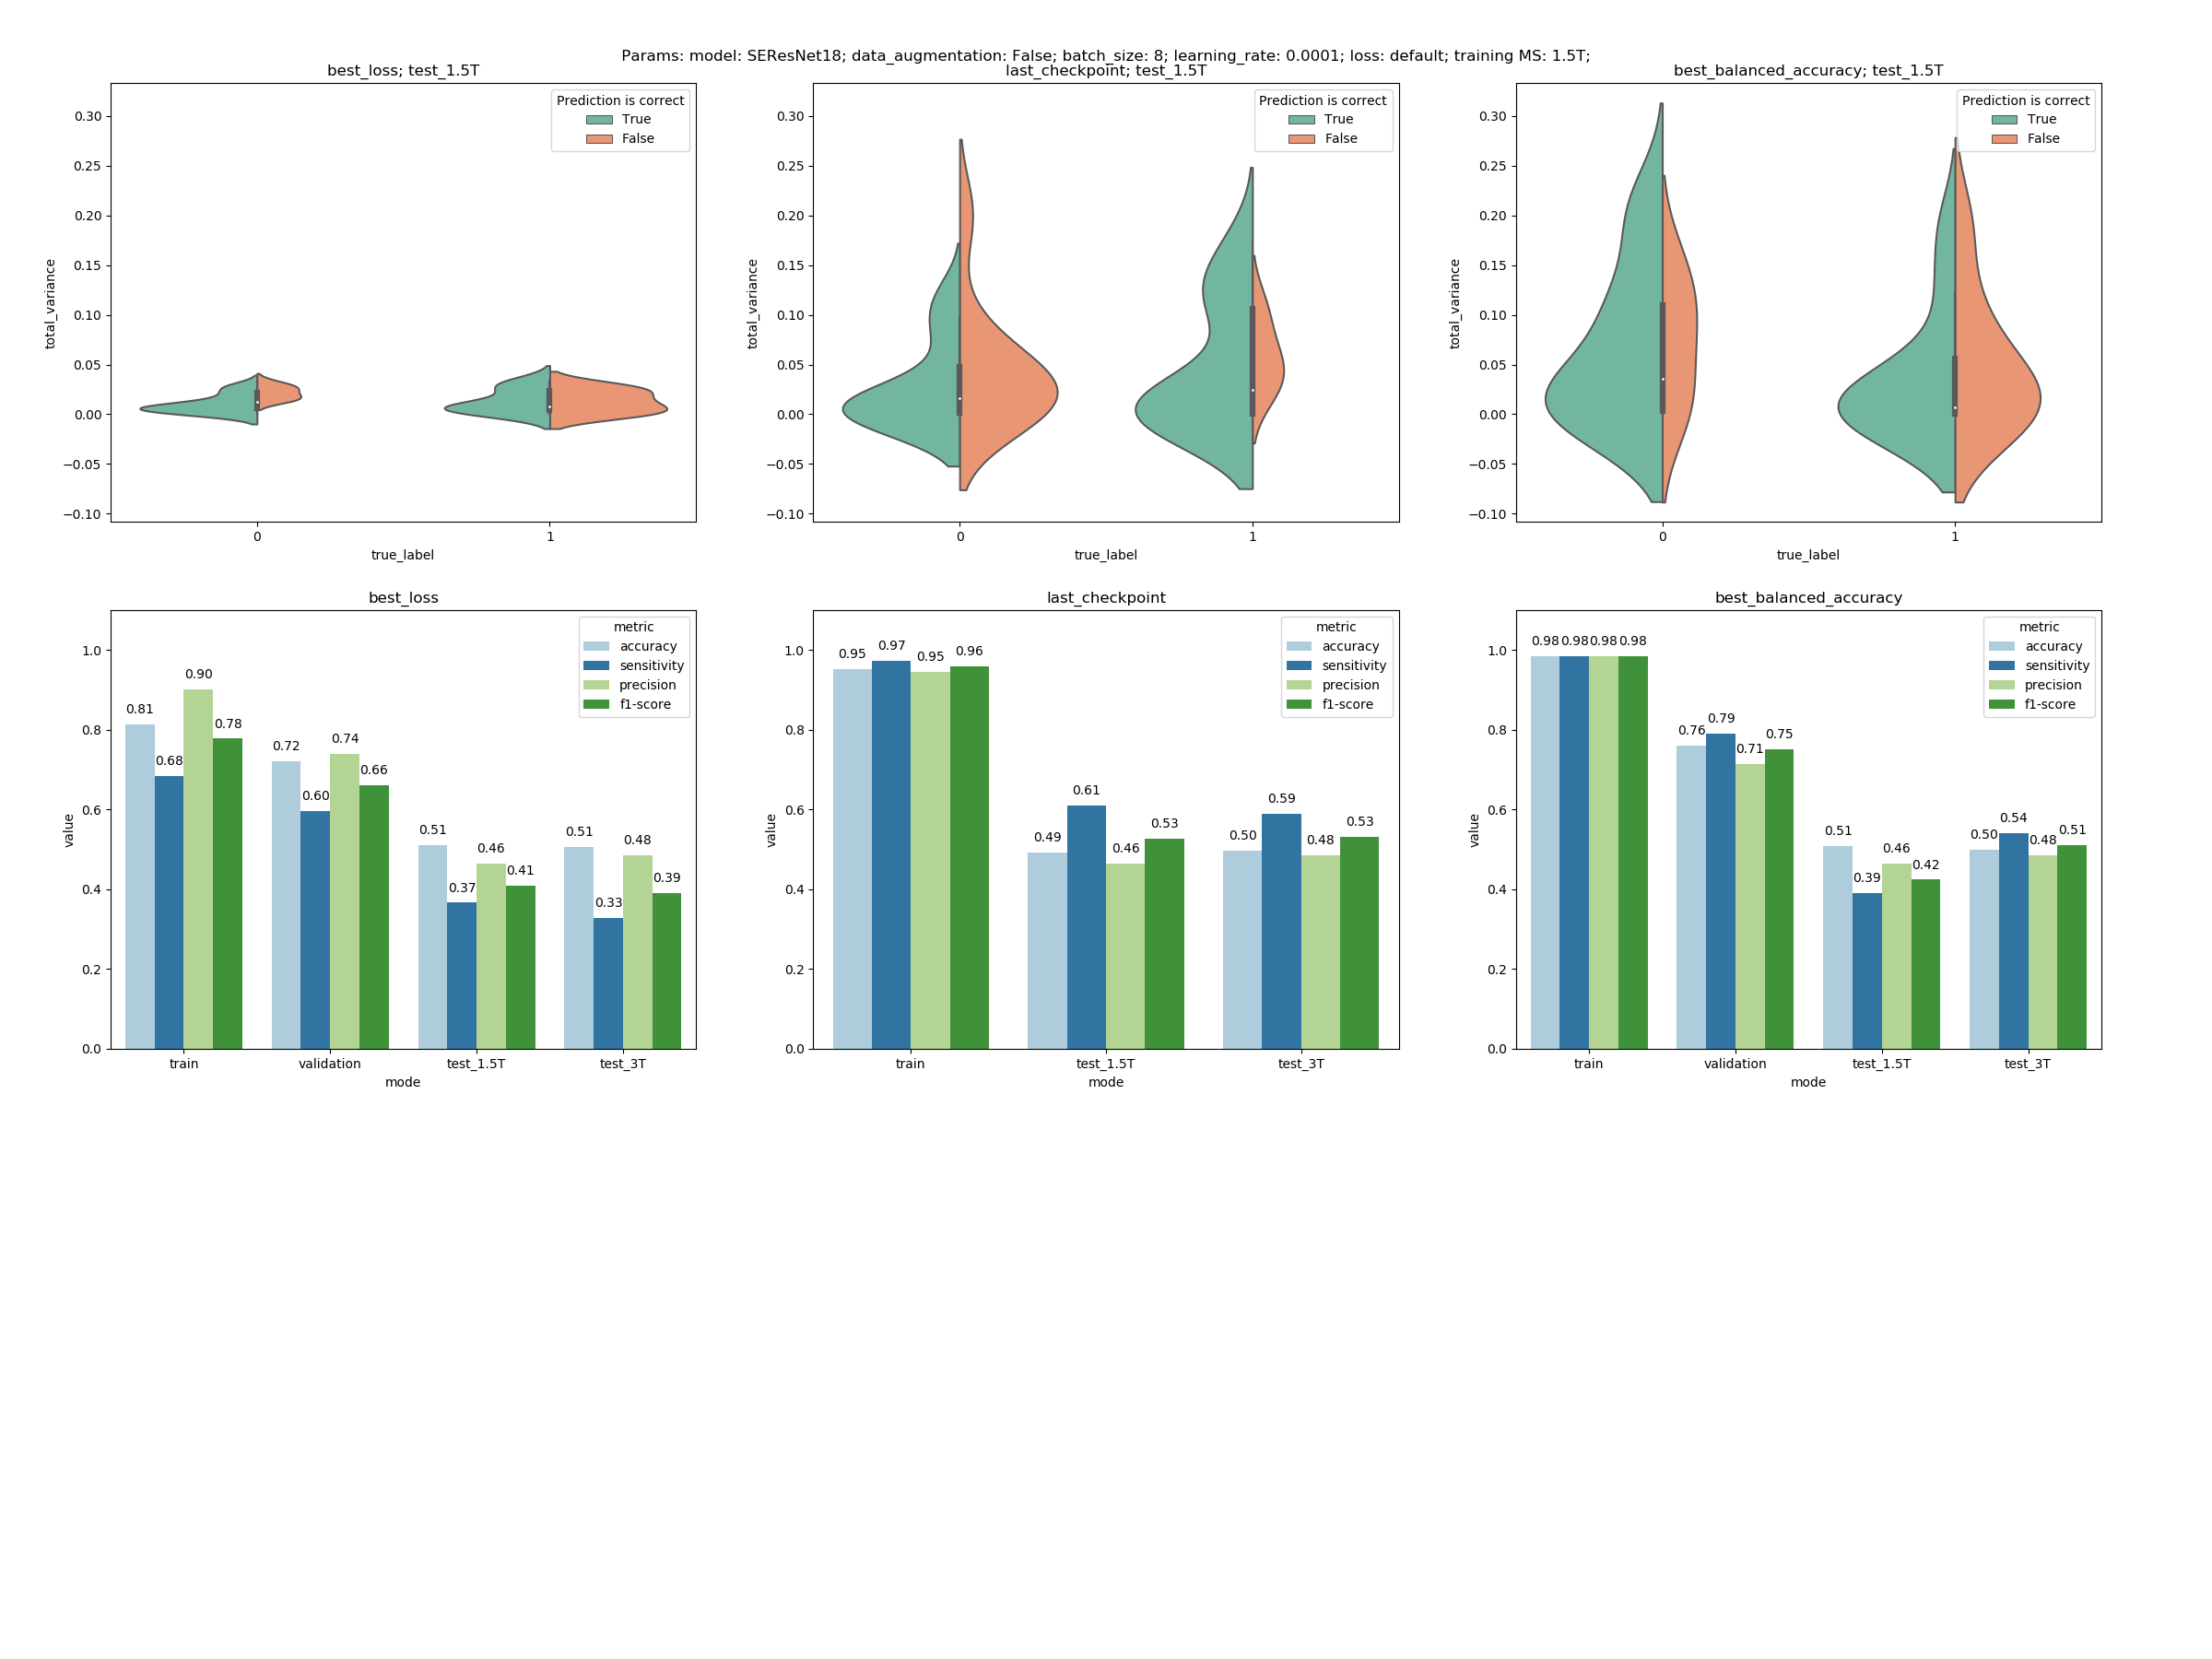 Params: model: SEResNet18; data_augmentation: False; batch_size: 8; learning_rate: 0.0001; loss: default; training MS: 1.5T;
best_loss; test_1.5T
Prediction is correct
True
False
total_variance
0.30
0.25
0.20
0.15
0.10
0.05
0.00
−0.05
−0.10
0 1
true_label
last_checkpoint; test_1.5T
Prediction is correct
True
False
total_variance
0.30
0.25
0.20
0.15
0.10
0.05
0.00
−0.05
−0.10
0 1
true_label
best_balanced_accuracy; test_1.5T
Prediction is correct
True
False
total_variance
0.30
0.25
0.20
0.15
0.10
0.05
0.00
−0.05
−0.10
0 1
true_label
best_loss
metric
accuracy
sensitivity
precision
f1-score
value
1.0
0.8
0.6
0.4
0.2
0.0
0.81 0.68 0.90 0.78
0.72 0.60 0.74 0.66
0.51 0.37 0.46 0.41
0.51 0.33 0.48 0.39
train validation test_1.5T test_3T
mode
last_checkpoint
metric
accuracy
sensitivity
precision
f1-score
value
1.0
0.8
0.6
0.4
0.2
0.0
0.95 0.97 0.95 0.96
0.49 0.61 0.46 0.53
0.50 0.59 0.48 0.53
train test_1.5T test_3T
mode
best_balanced_accuracy
metric
accuracy
sensitivity
precision
f1-score
value
1.0
0.8
0.6
0.4
0.2
0.0
0.98 0.98 0.98 0.98
0.76 0.79 0.71 0.75
0.51 0.39 0.46 0.42
0.50 0.54 0.48 0.51
train validation test_1.5T test_3T
mode